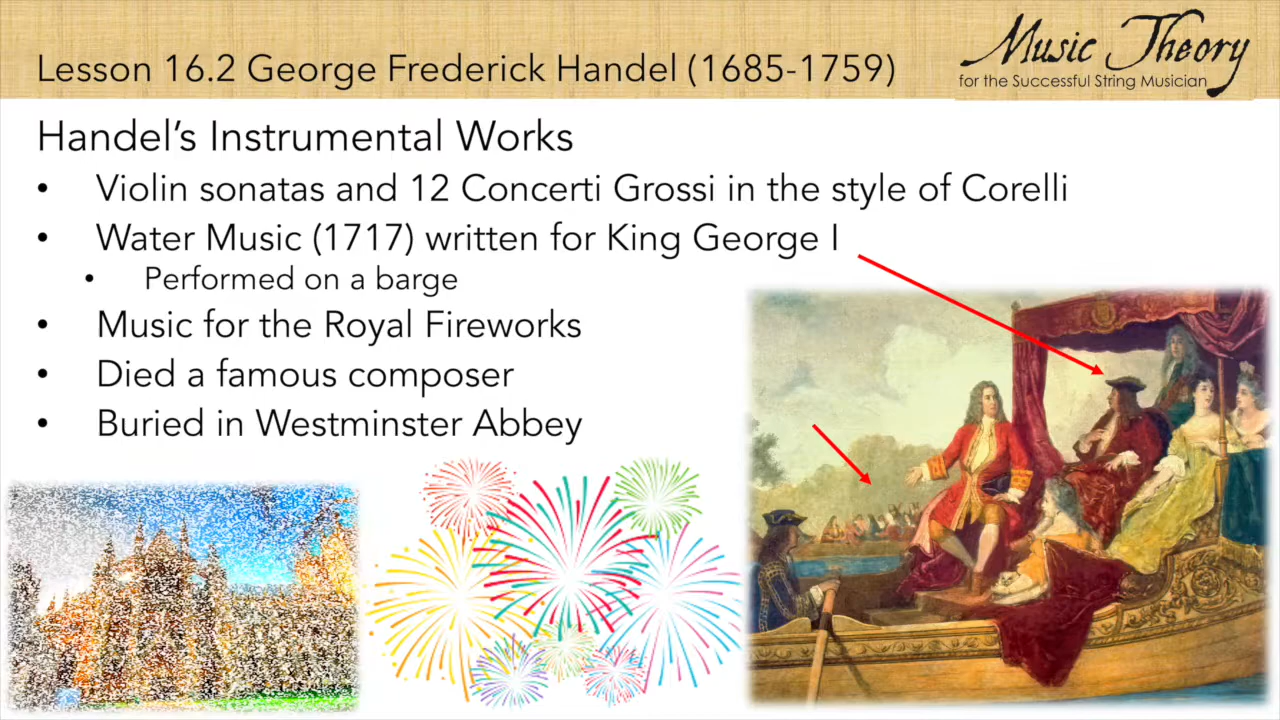 Lesson 16.2 George Frederick Handel (1685-1759)
Music Theory
for the Successful String Musician
Handel’s Instrumental Works
• Violin sonatas and 12 Concerti Grossi in the style of Corelli
• Water Music (1717) written for King George I
• Performed on a barge
• Music for the Royal Fireworks
• Died a famous composer
• Buried in Westminster Abbey